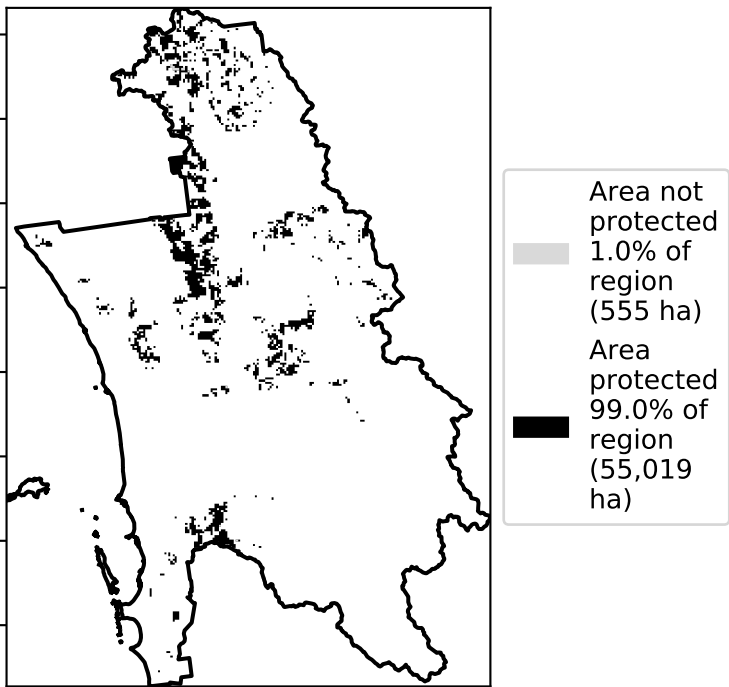 Area not
protected
1.0% of
region
(555 ha)
Area
protected
99.0% of
region
(55,019
ha)